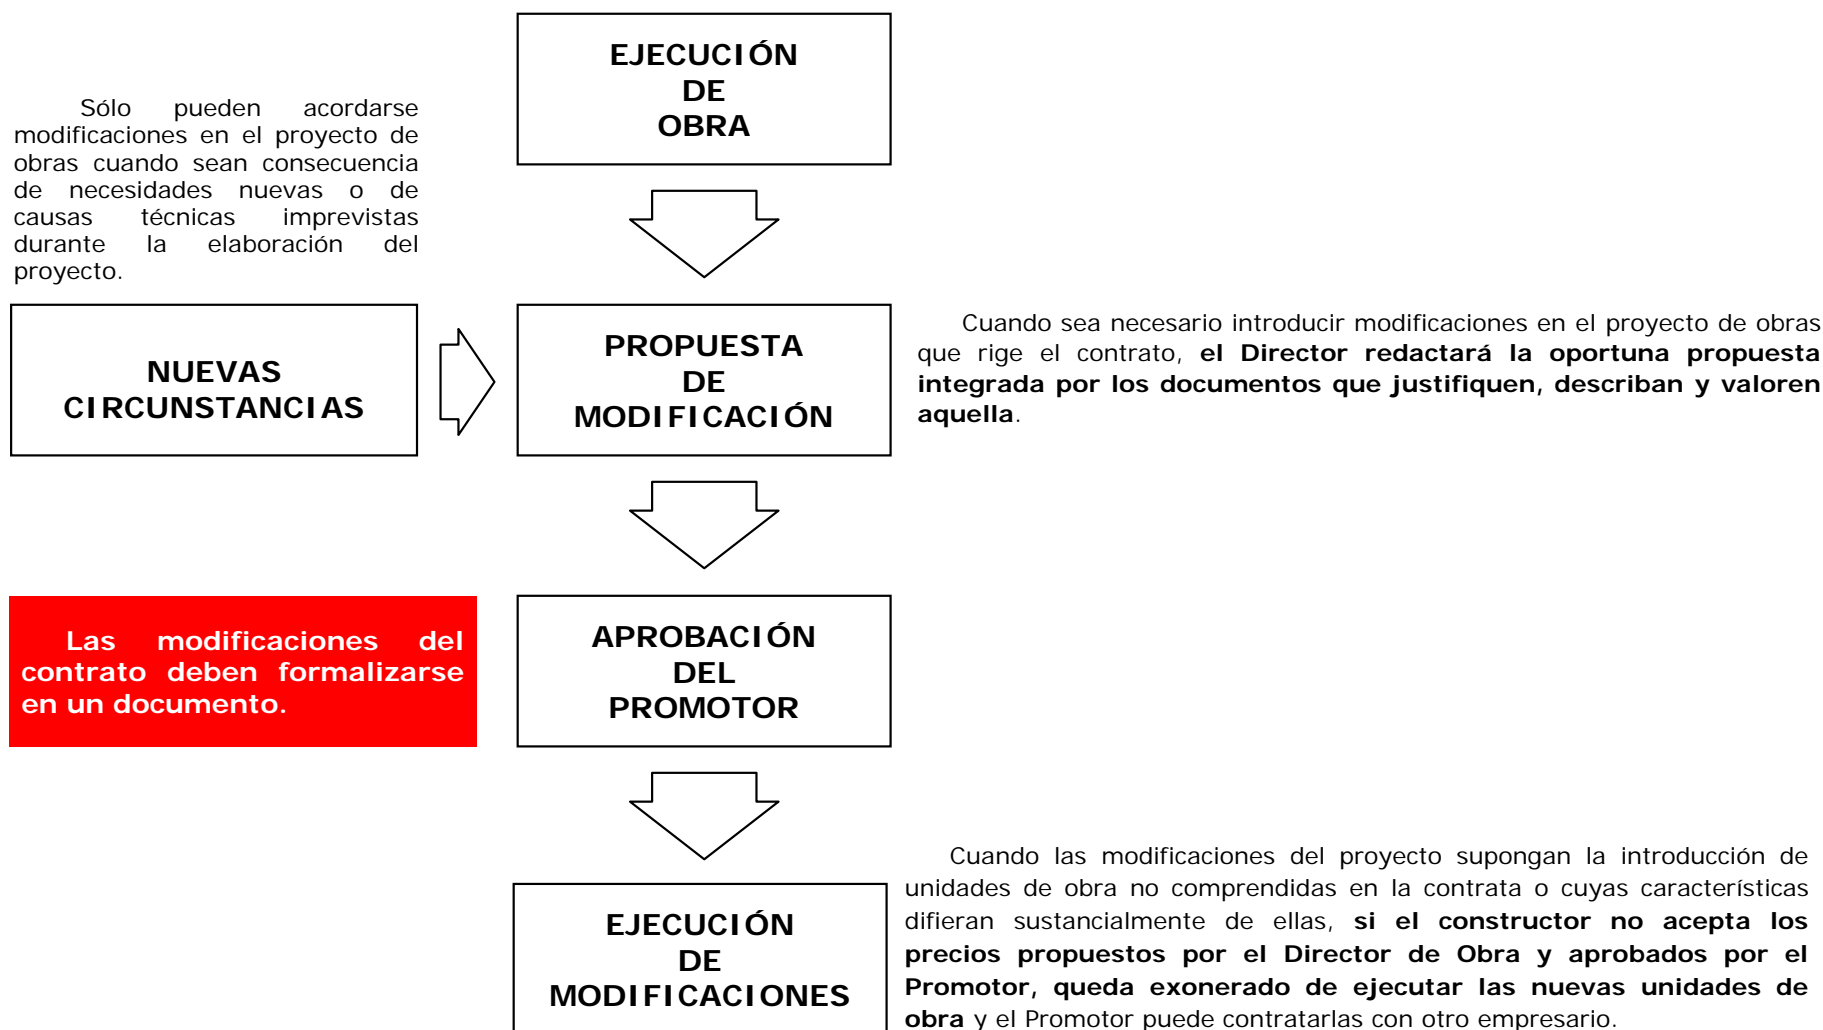 EJECUCIÓN
DE
OBRA
Sólo pueden acordarse
modificaciones en el proyecto de
obras cuando sean consecuencia
de necesidades nuevas o de
causas técnicas imprevistas
durante la elaboración del
proyecto.
NUEVAS
CIRCUNSTANCIAS
PROPUESTA
DE
MODIFICACIÓN
Cuando sea necesario introducir modificaciones en el proyecto de obras
que rige el contrato, el Director redactará la oportuna propuesta
integrada por los documentos que justifiquen, describan y valoren
aquella.
Las modificaciones del
contrato deben formalizarse
en un documento.
APROBACIÓN
DEL
PROMOTOR
EJECUCIÓN
DE
MODIFICACIONES
Cuando las modificaciones del proyecto supongan la introducción de
unidades de obra no comprendidas en la contrata o cuyas características
difieran sustancialmente de ellas, si el constructor no acepta los
precios propuestos por el Director de Obra y aprobados por el
Promotor, queda exonerado de ejecutar las nuevas unidades de
obra y el Promotor puede contratarlas con otro empresario.